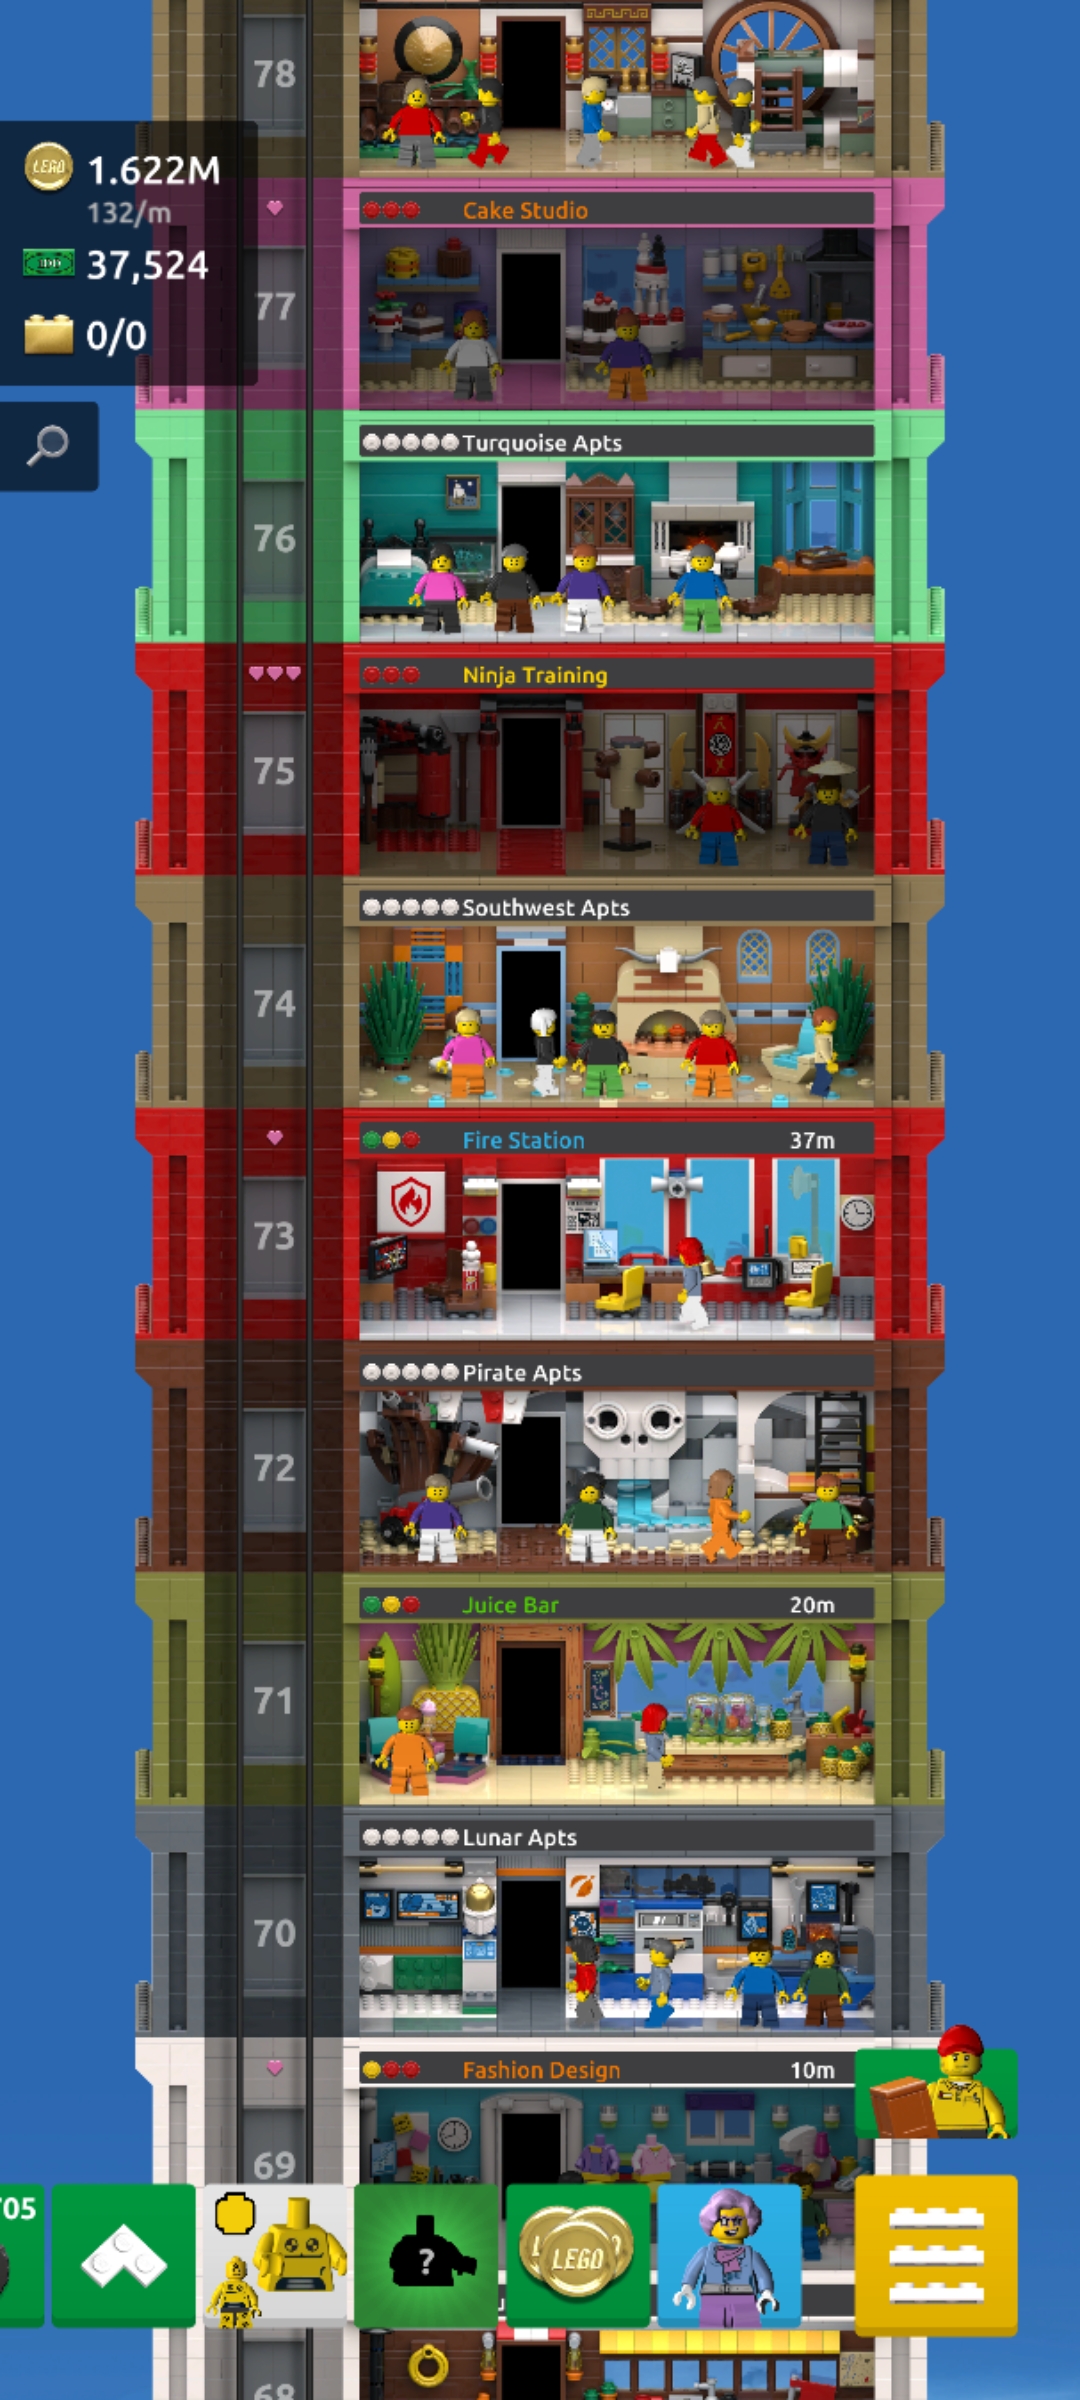 78
LEGO 1.622M
132/m
37,524
0/0
Cake Studio
77
Turquoise Apts
76
Ninja Training
75
Southwest Apts
74
Fire Station 37m
73
Pirate Apts
72
Juice Bar 20m
71
Lunar Apts
70
Fashion Design 10m
69
?
LEGO
68